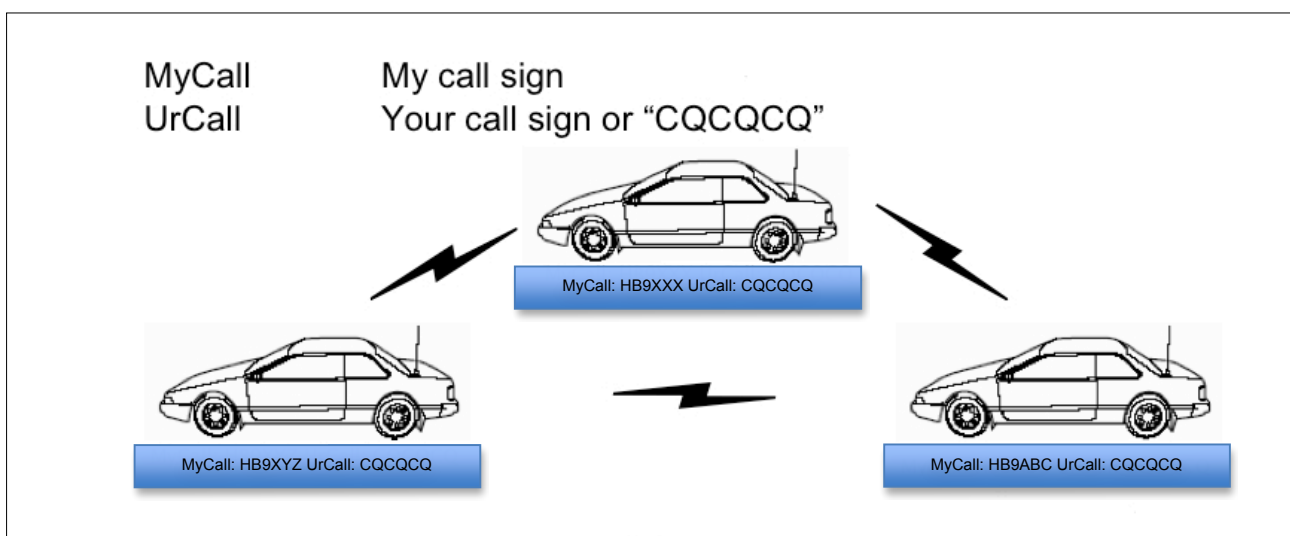 MyCall My call sign
UrCall Your call sign or “CQCQCQ”
MyCall: HB9XXX UrCall: CQCQCQ
MyCall: HB9XYZ UrCall: CQCQCQ
MyCall: HB9ABC UrCall: CQCQCQ